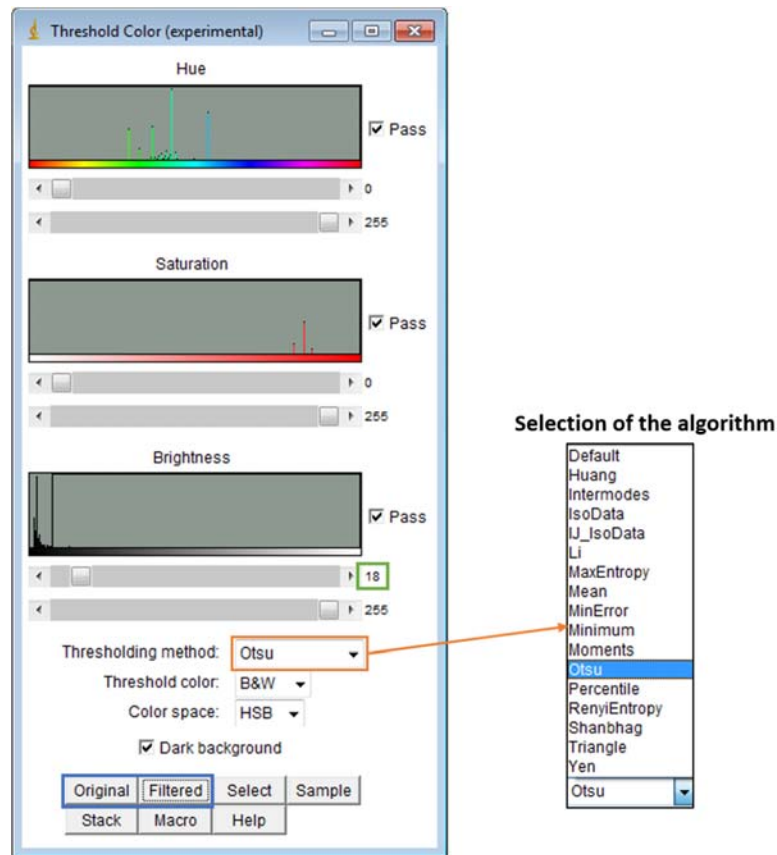 Threshold Color (experimental)
Hue
Pass
0
255
Saturation
Pass
0
255
Brightness
Pass
18
255
Thresholding method: Otsu
Threshold color: B&W
Color space: HSB
Dark background
Original Filtered Select Sample
Stack Macro Help
Selection of the algorithm
Default
Huang
Intermodes
IsoData
IJ_IsoData
Li
MaxEntropy
Mean
MinError
Minimum
Moments
Otsu
Percentile
RenyiEntropy
Shanbhag
Triangle
Yen
Otsu